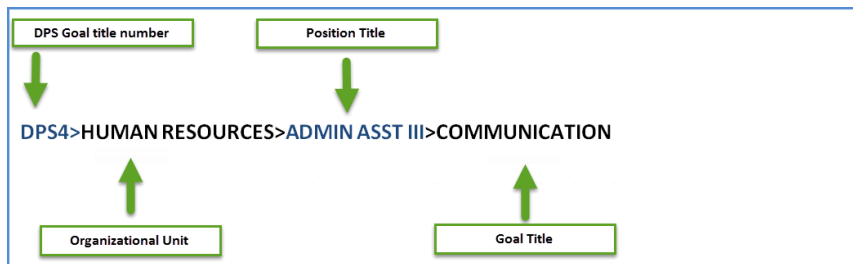 DPS Goal title number
Position Title
DPS4>HUMAN RESOURCES>ADMIN ASST III>COMMUNICATION
Organizational Unit
Goal Title